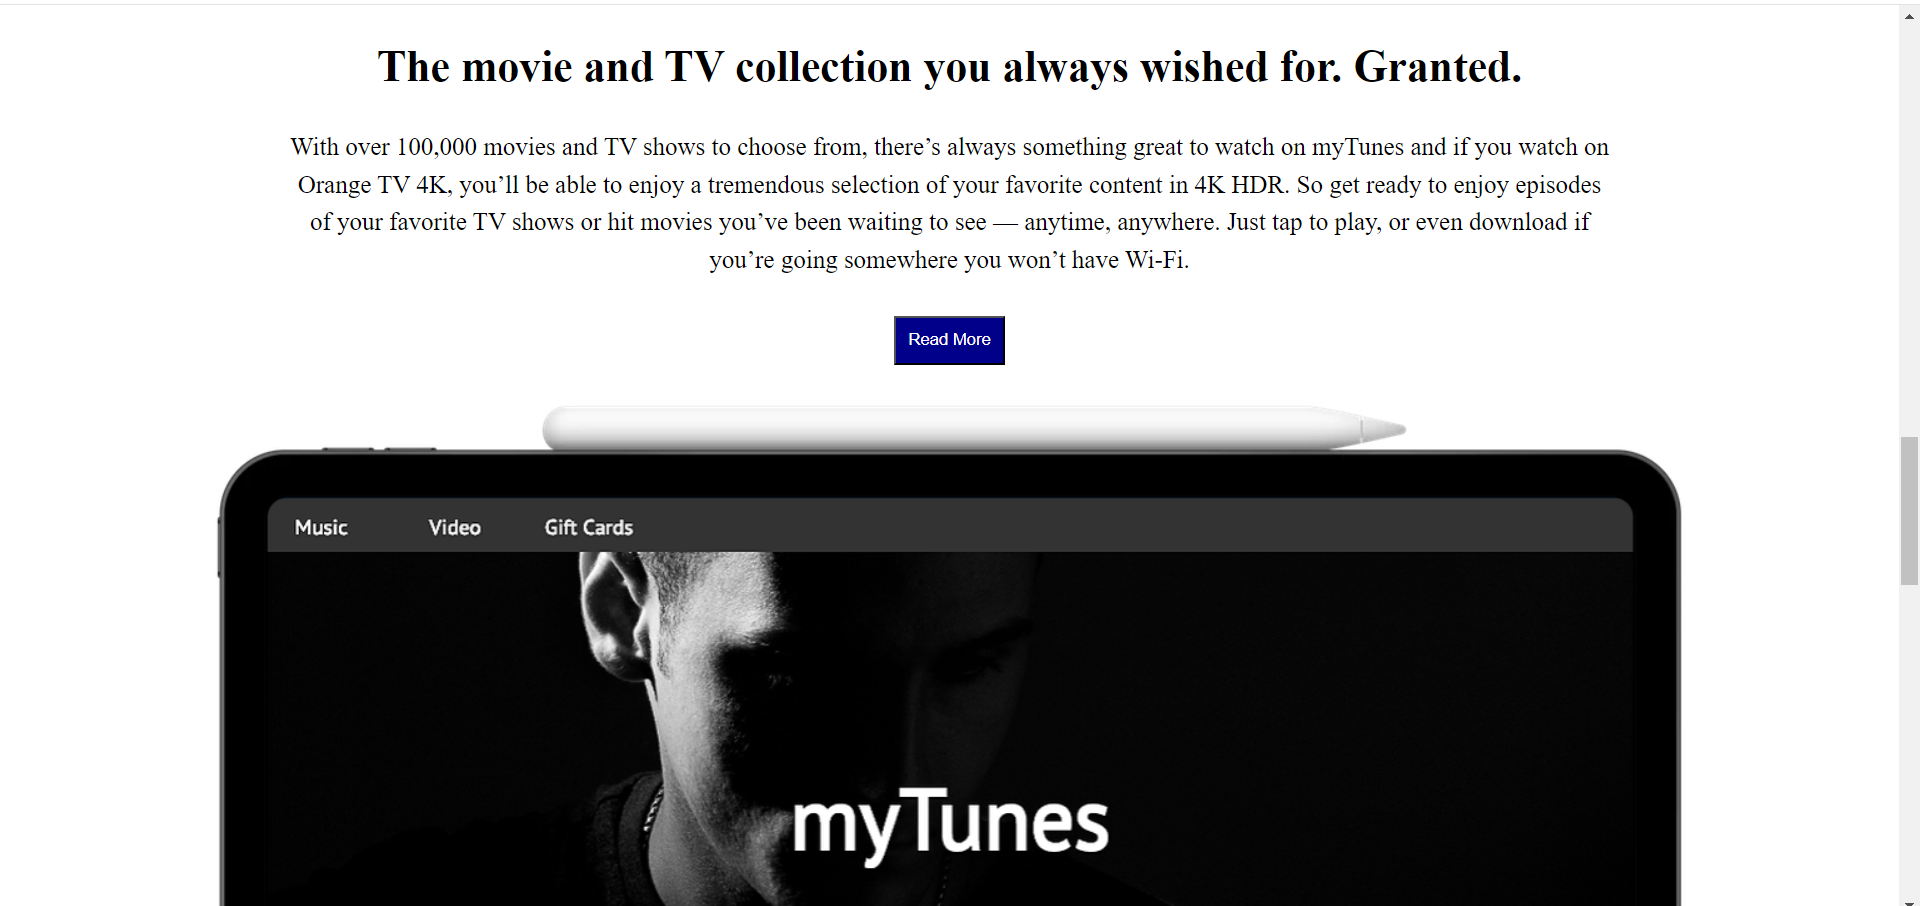 The movie and TV collection you always wished for. Granted.
With over 100,000 movies and TV shows to choose from, there’s always something great to watch on myTunes and if you watch on
Orange TV 4K, you’ll be able to enjoy a tremendous selection of your favorite content in 4K HDR. So get ready to enjoy episodes
of your favorite TV shows or hit movies you’ve been waiting to see — anytime, anywhere. Just tap to play, or even download if
you’re going somewhere you won’t have Wi-Fi.
Read More
Music Video Gift Cards
myTunes